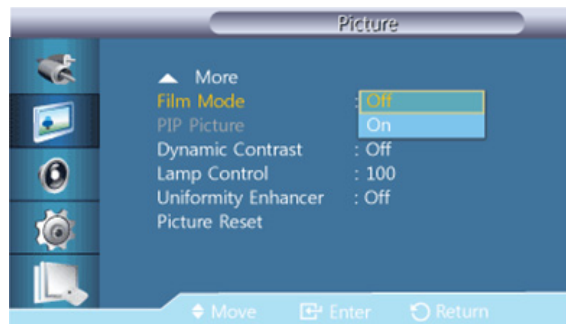 Picture
More
Film Mode : Off
PIP Picture On
Dynamic Contrast : Off
Lamp Control : 100
Uniformity Enhancer : Off
Picture Reset
Move Enter Return